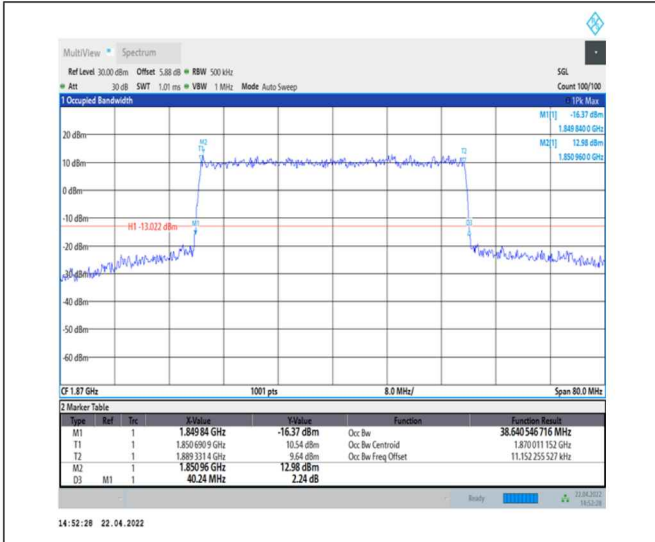 MultiView Spectrum
Ref Level 30.00 dBm Offset 5.88 dB RBW 500 kHz SGL
Att 30 dB SWT 1.01 ms VBW 1 MHz Mode Auto Sweep Count 100/100
1 Occupied Bandwidth 1Pk Max
M1[1] -16.37 dBm
1.849 840 0 GHz
M2[1] 12.98 dBm
1.850 960 0 GHz
20 dBm
M2
T1
T2
10 dBm
0 dBm
-10 dBm
H1 -13.022 dBm
M1
D3
-30 dBm
-40 dBm
-50 dBm
-60 dBm
CF 1.87 GHz 1001 pts 8.0 MHz/ Span 80.0 MHz
2 Marker Table
Type Ref Trc X-Value Y-Value Function Function Result
M1 1 1.849 84 GHz -16.37 dBm Occ Bw 38.640 546 716 MHz
T1 1 1.850 690 9 GHz 10.54 dBm Occ Bw Centroid 1.870 011 152 GHz
T2 1 1.889 331 4 GHz 9.64 dBm Occ Bw Freq Offset 11.152 255 527 kHz
M2 1 1.850 96 GHz 12.98 dBm
D3 M1 1 40.24 MHz 2.24 dB
Ready 22.04.2022
14:52:28
14:52:28 22.04.2022